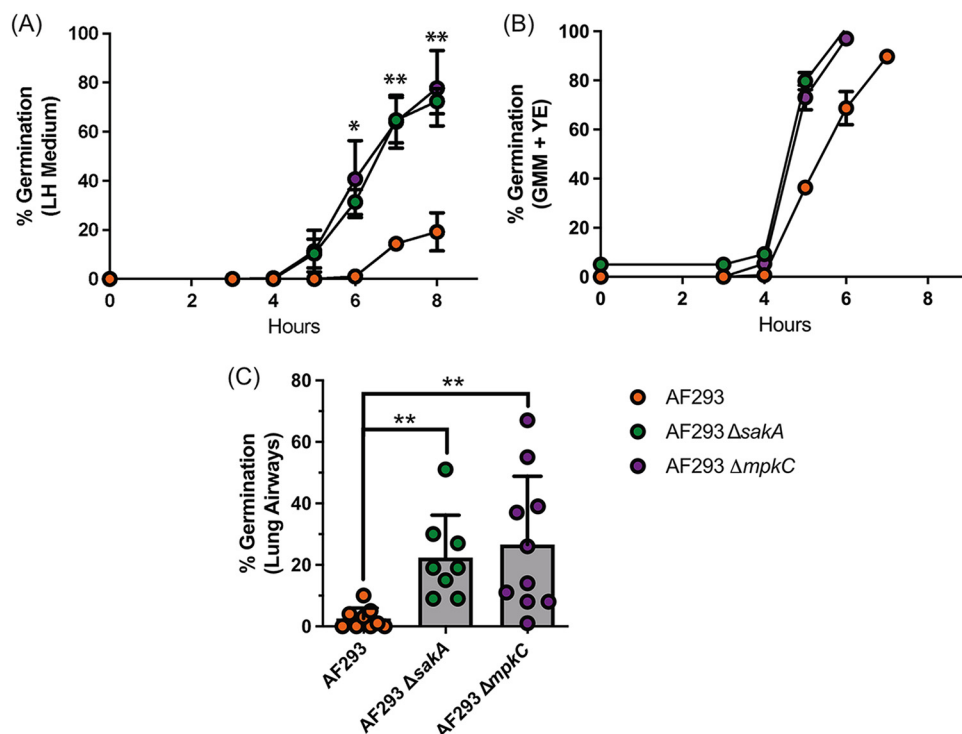 (A)
% Germination
(LH Medium)
100
80
60
40
20
0
0 2 4 6 8
Hours
* ** **
(B)
% Germination
(GMM + YE)
100
80
60
40
20
0
0 2 4 6 8
Hours
(C)
% Germination
(Lung Airways)
80
60
40
20
0
**
**
AF293
AF293 ΔsakA
AF293 ΔmpkC
AF293
AF293 ΔsakA
AF293 ΔmpkC